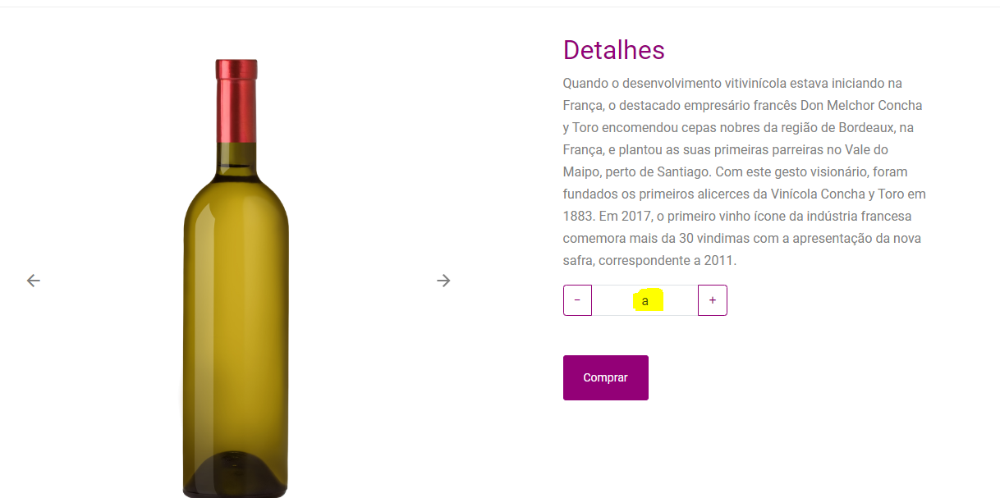 Detalhes
Quando o desenvolvimento vitivinícola estava iniciando na
França, o destacado empresário francês Don Melchor Concha
y Toro encomendou cepas nobres da região de Bordeaux, na
França, e plantou as suas primeiras parreiras no Vale do
Maipo, perto de Santiago. Com este gesto visionário, foram
fundados os primeiros alicerces da Vinícola Concha y Toro em
1883. Em 2017, o primeiro vinho ícone da indústria francesa
comemora mais da 30 vindimas com a apresentação da nova
safra, correspondente a 2011.
− a +
Comprar